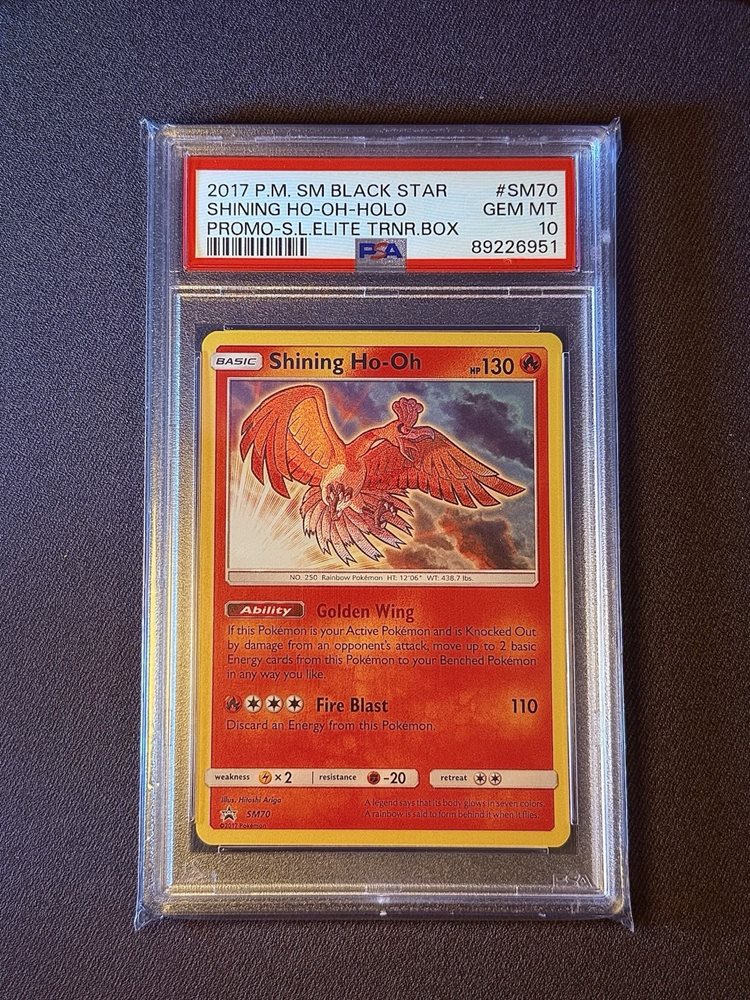 2017 P.M. SM BLACK STAR #SM70
SHINING HO-OH-HOLO GEM MT
PROMO-S.L.ELITE TRNR.BOX 10
PSA 89226951
BASIC Shining Ho-Oh HP 130
NO. 250 Rainbow Pokémon HT: 12'06" WT: 438.7 lbs.
Ability Golden Wing
If this Pokémon is your Active Pokémon and is Knocked Out
by damage from an opponent's attack, move up to 2 basic
Energy cards from this Pokémon to your Benched Pokémon
in any way you like.
Fire Blast 110
Discard an Energy from this Pokémon.
weakness ×2 resistance -20 retreat
Illus. Hitoshi Ariga
A legend says that its body glows in seven colors.
SM70 A rainbow is said to form behind it when it flies.
©2017 Pokémon
PSA